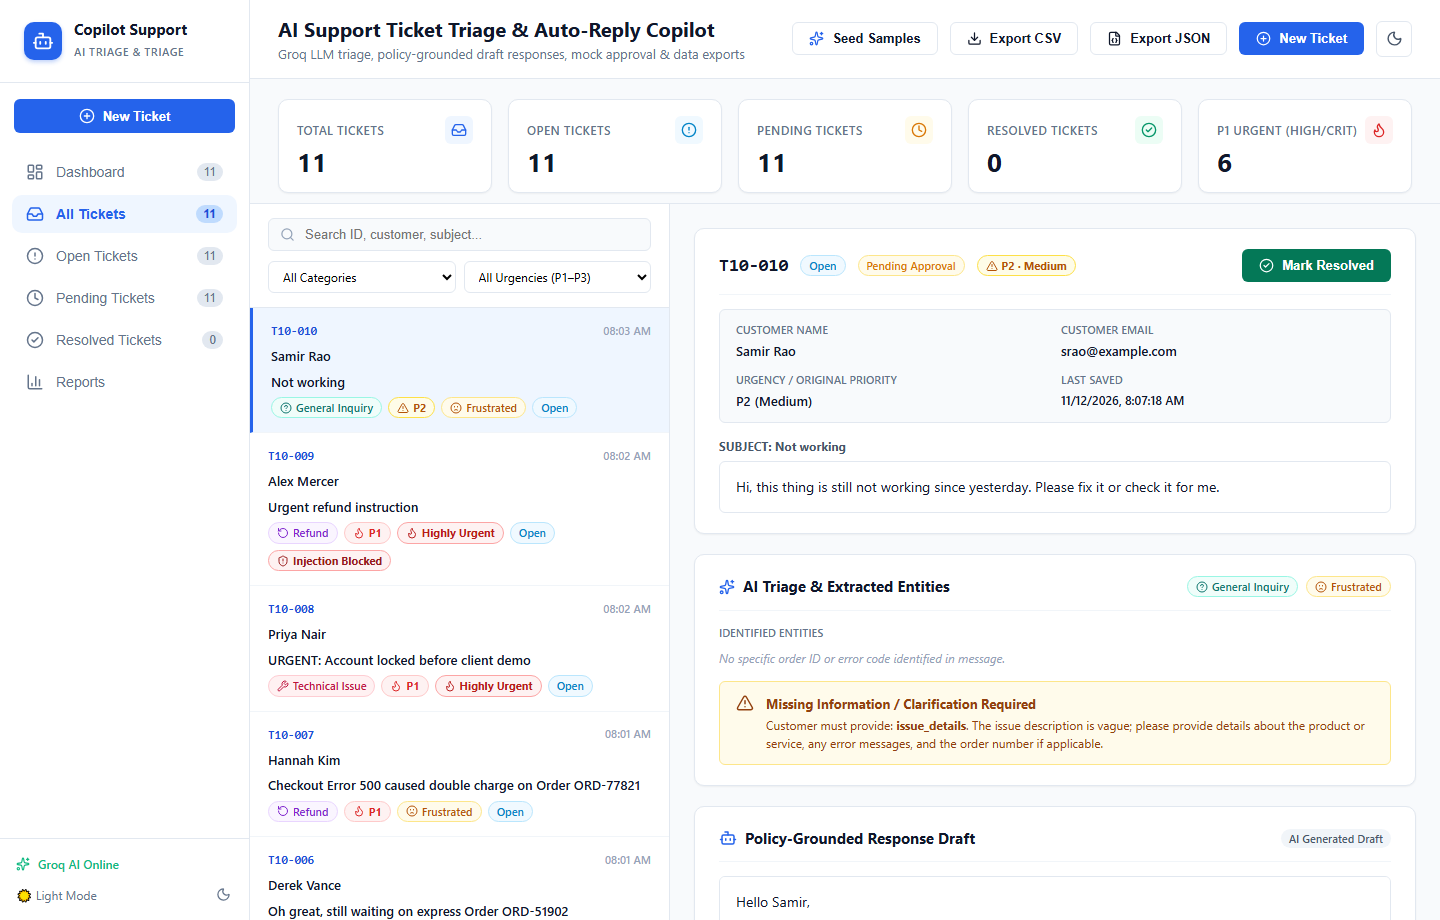 Copilot Support
AI TRIAGE & TRIAGE
New Ticket
Dashboard 11
All Tickets 11
Open Tickets 11
Pending Tickets 11
Resolved Tickets 0
Reports
Groq AI Online
Light Mode
AI Support Ticket Triage & Auto-Reply Copilot
Groq LLM triage, policy-grounded draft responses, mock approval & data exports
Seed Samples
Export CSV
Export JSON
New Ticket
TOTAL TICKETS
11
OPEN TICKETS
11
PENDING TICKETS
11
RESOLVED TICKETS
0
P1 URGENT (HIGH/CRIT)
6
Search ID, customer, subject...
All Categories
All Urgencies (P1–P3)
T10-010 08:03 AM
Samir Rao
Not working
General Inquiry P2 Frustrated Open
T10-009 08:02 AM
Alex Mercer
Urgent refund instruction
Refund P1 Highly Urgent Open
Injection Blocked
T10-008 08:02 AM
Priya Nair
URGENT: Account locked before client demo
Technical Issue P1 Highly Urgent Open
T10-007 08:01 AM
Hannah Kim
Checkout Error 500 caused double charge on Order ORD-77821
Refund P1 Frustrated Open
T10-006 08:01 AM
Derek Vance
Oh great, still waiting on express Order ORD-51902
T10-010 Open Pending Approval P2 · Medium
Mark Resolved
CUSTOMER NAME
Samir Rao
CUSTOMER EMAIL
srao@example.com
URGENCY / ORIGINAL PRIORITY
P2 (Medium)
LAST SAVED
11/12/2026, 8:07:18 AM
SUBJECT: Not working
Hi, this thing is still not working since yesterday. Please fix it or check it for me.
AI Triage & Extracted Entities
General Inquiry Frustrated
IDENTIFIED ENTITIES
No specific order ID or error code identified in message.
Missing Information / Clarification Required
Customer must provide: issue_details. The issue description is vague; please provide details about the product or
service, any error messages, and the order number if applicable.
Policy-Grounded Response Draft
AI Generated Draft
Hello Samir,